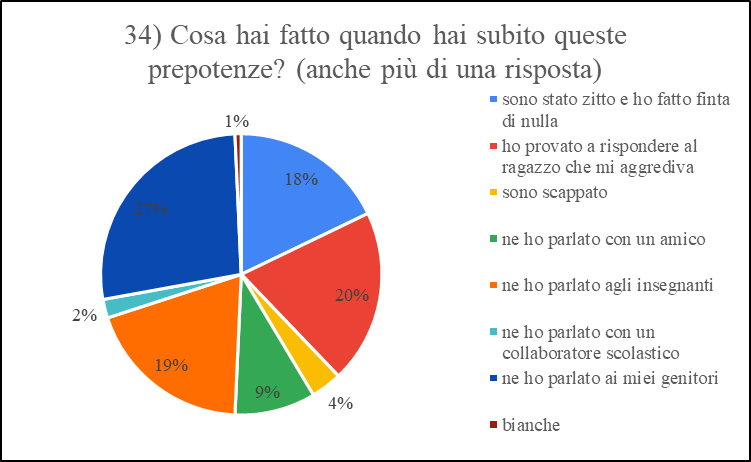 34) Cosa hai fatto quando hai subito queste
prepotenze? (anche più di una risposta)
1%
18%
20%
4%
9%
19%
2%
27%
sono stato zitto e ho fatto finta
di nulla
ho provato a rispondere al
ragazzo che mi aggrediva
sono scappato
ne ho parlato con un amico
ne ho parlato agli insegnanti
ne ho parlato con un
collaboratore scolastico
ne ho parlato ai miei genitori
bianche